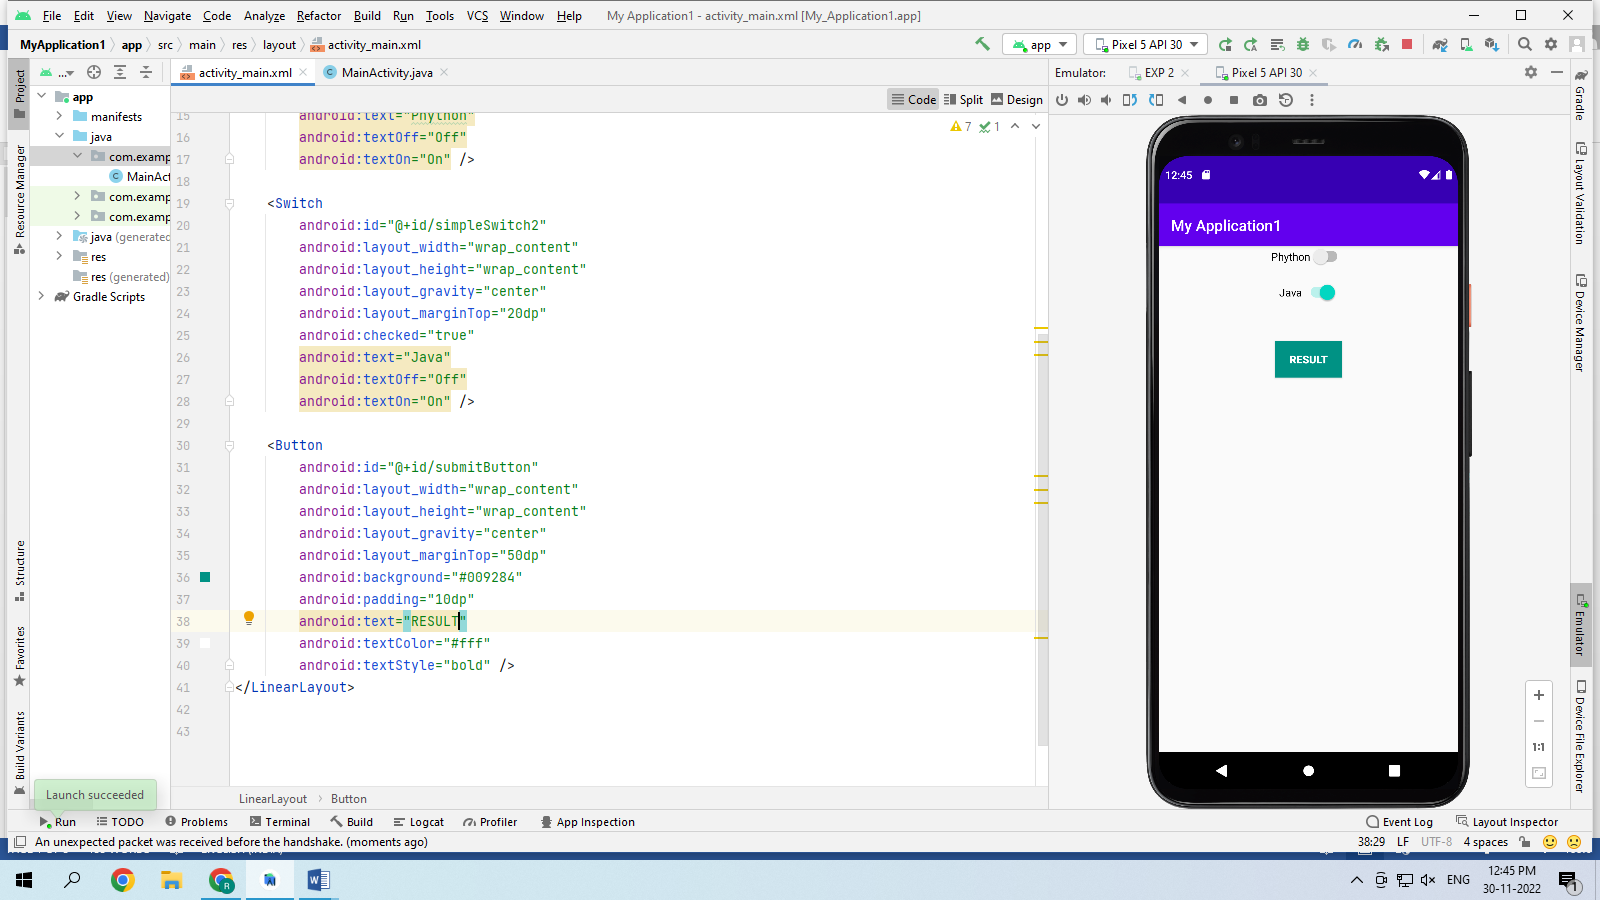 File Edit View Navigate Code Analyze Refactor Build Run Tools VCS Window Help My Application1 - activity_main.xml [My_Application1.app]
MyApplication1 app src main res layout activity_main.xml app Pixel 5 API 30
... activity_main.xml MainActivity.java Emulator: EXP 2 Pixel 5 API 30
Code Split Design
Project
Resource Manager
Structure
Favorites
Build Variants
app
manifests
java
com.examp
MainAct
com.examp
com.examp
java (generated
res
res (generated)
Gradle Scripts
7 1
15 android:text="Phython"
16 android:textOff="Off"
17 android:textOn="On" />
18
19 <Switch
20 android:id="@+id/simpleSwitch2"
21 android:layout_width="wrap_content"
22 android:layout_height="wrap_content"
23 android:layout_gravity="center"
24 android:layout_marginTop="20dp"
25 android:checked="true"
26 android:text="Java"
27 android:textOff="Off"
28 android:textOn="On" />
29
30 <Button
31 android:id="@+id/submitButton"
32 android:layout_width="wrap_content"
33 android:layout_height="wrap_content"
34 android:layout_gravity="center"
35 android:layout_marginTop="50dp"
36 android:background="#009284"
37 android:padding="10dp"
38 android:text="RESULT"
39 android:textColor="#fff"
40 android:textStyle="bold" />
41 </LinearLayout>
42
43
LinearLayout Button
12:45
My Application1
Phython
Java
RESULT
1:1
Gradle
Layout Validation
Device Manager
Emulator
Device File Explorer
Launch succeeded
Run TODO Problems Terminal Build Logcat Profiler App Inspection Event Log Layout Inspector
An unexpected packet was received before the handshake. (moments ago) 38:29 LF UTF-8 4 spaces
ENG 12:45 PM
30-11-2022 1